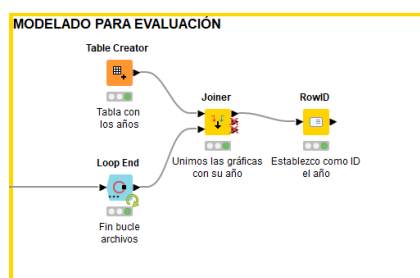 MODELADO PARA EVALUACIÓN
Table Creator
Tabla con
los años
Joiner
Unimos las gráficas
con su año
RowID
Establezco como ID
el año
Loop End
Fin bucle
archivos